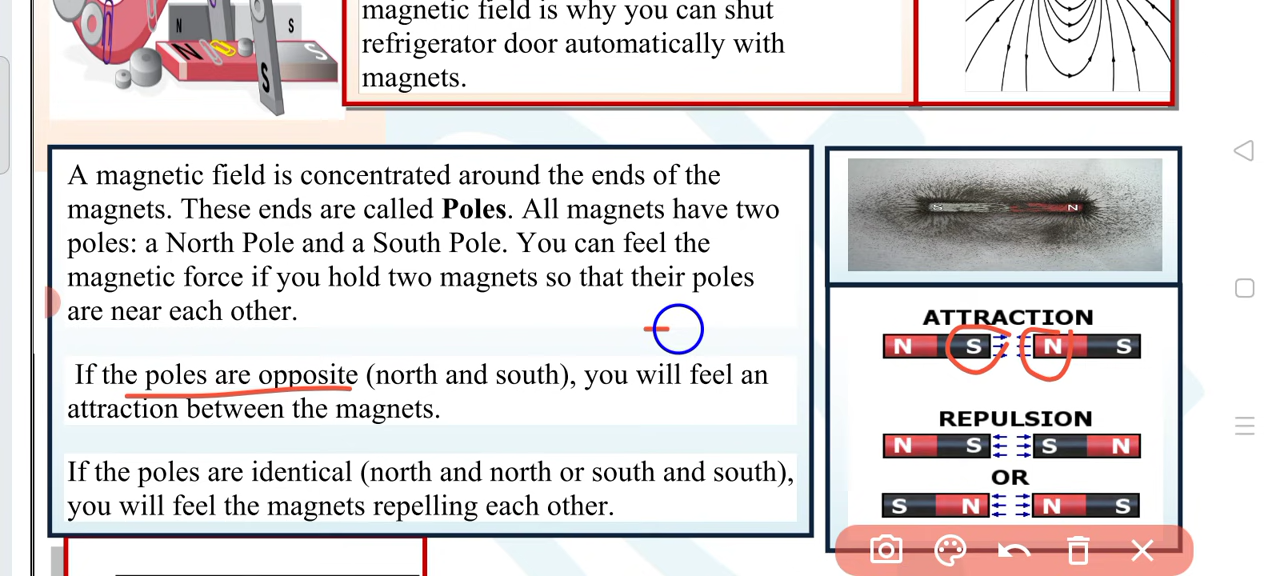 N
S
N
S
S
magnetic field is why you can shut
refrigerator door automatically with
magnets.
A magnetic field is concentrated around the ends of the
magnets. These ends are called Poles. All magnets have two
poles: a North Pole and a South Pole. You can feel the
magnetic force if you hold two magnets so that their poles
are near each other.
If the poles are opposite (north and south), you will feel an
attraction between the magnets.
If the poles are identical (north and north or south and south),
you will feel the magnets repelling each other.
S N
ATTRACTION
N S N S
REPULSION
N S S N
OR
S N N S